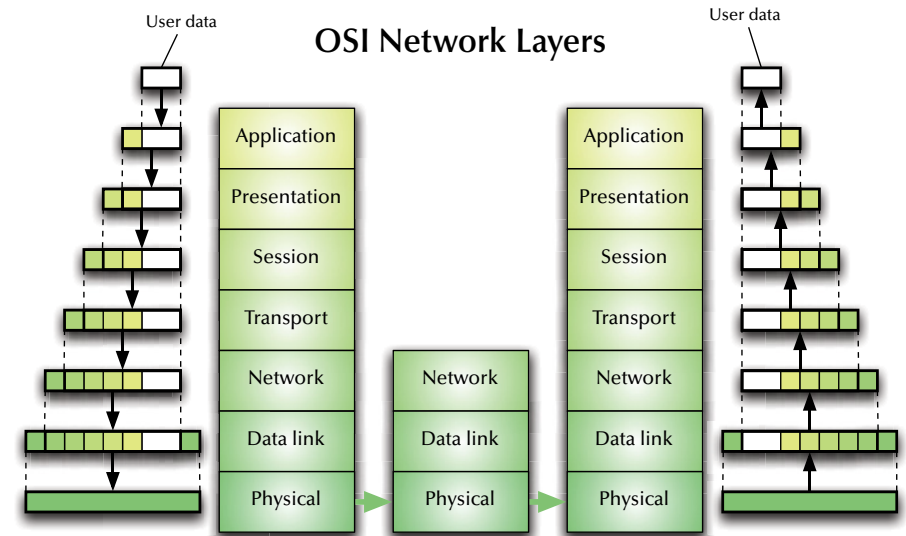 User data
OSI Network Layers
User data
Application
Presentation
Session
Transport
Network
Data link
Physical
Network
Data link
Physical
Application
Presentation
Session
Transport
Network
Data link
Physical